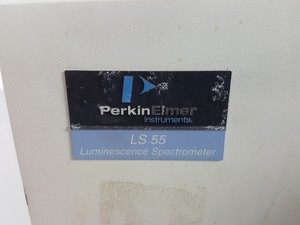 PerkinElmer
instruments.
LS 55
Luminescence Spectrometer